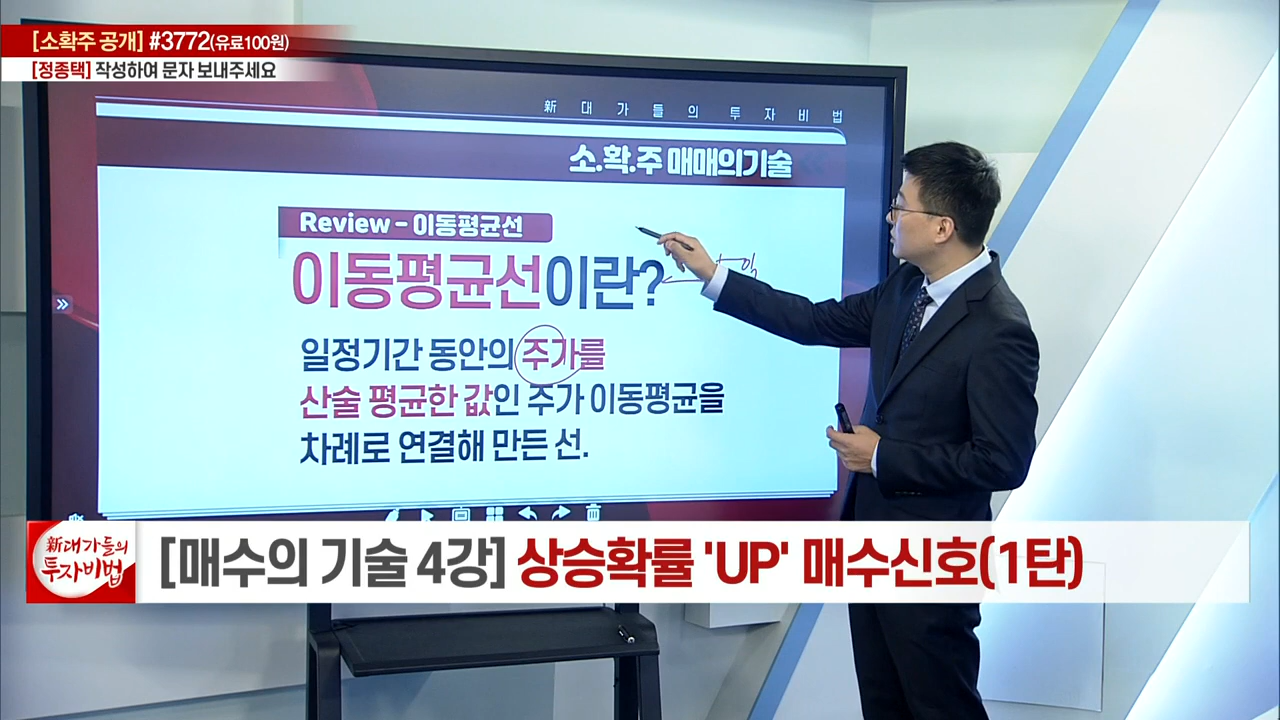 [소확주 공개] #3772(유료100원)
[정종택] 작성하여 문자 보내주세요
新 대 가 들 의 투 자 비 법
소.확.주 매매의기술
Review - 이동평균선
이동평균선이란?
일정기간 동안의 주가를
산술 평균한 값인 주가 이동평균을
차례로 연결해 만든 선.
新대가들의
투자비법
[매수의 기술 4강] 상승확률 'UP' 매수신호(1탄)